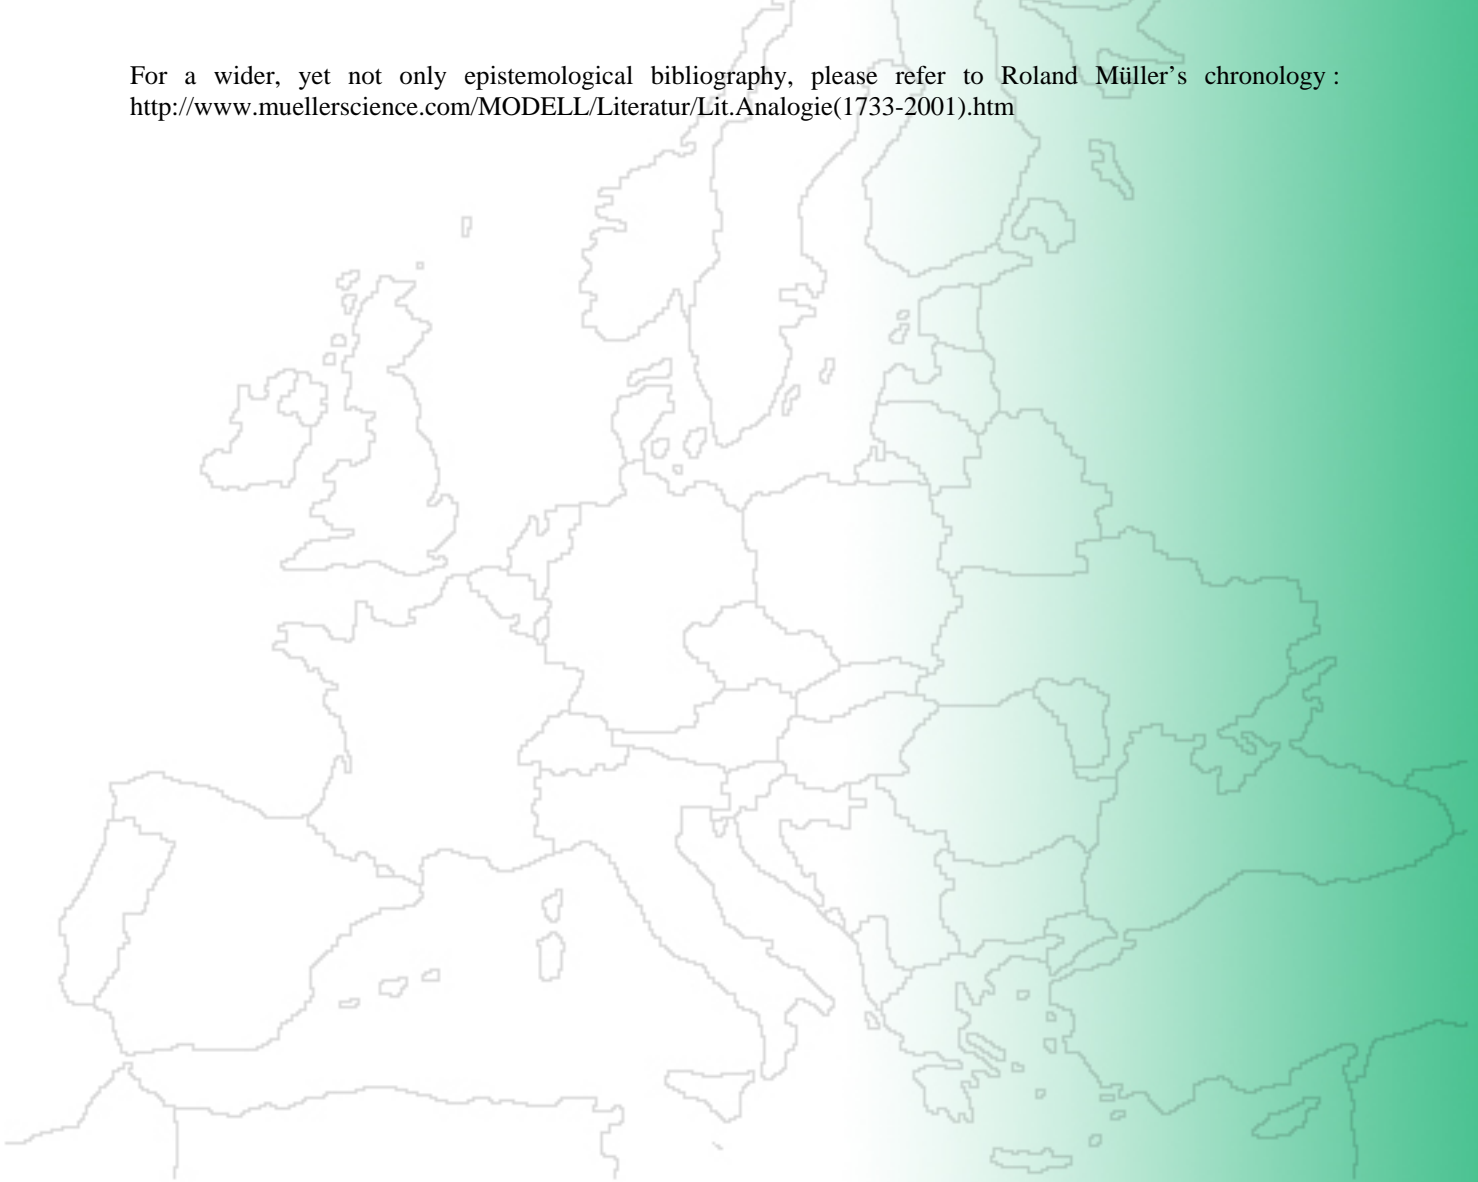 For a wider, yet not only epistemological bibliography, please refer to Roland Müller’s chronology :
http://www.muellerscience.com/MODELL/Literatur/Lit.Analogie(1733-2001).htm